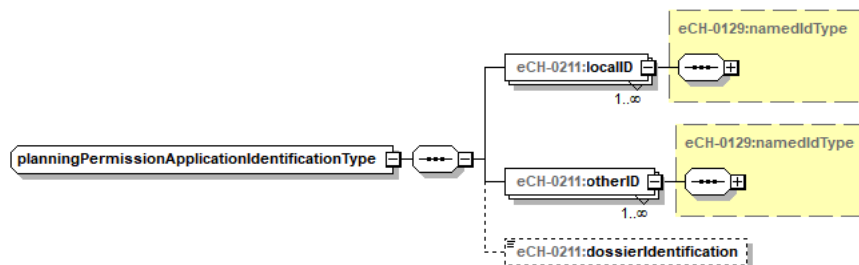 eCH-0129:namedIdType
eCH-0211:localID
1..∞
eCH-0129:namedIdType
planningPermissionApplicationIdentificationType
eCH-0211:otherID
1..∞
eCH-0211:dossierIdentification